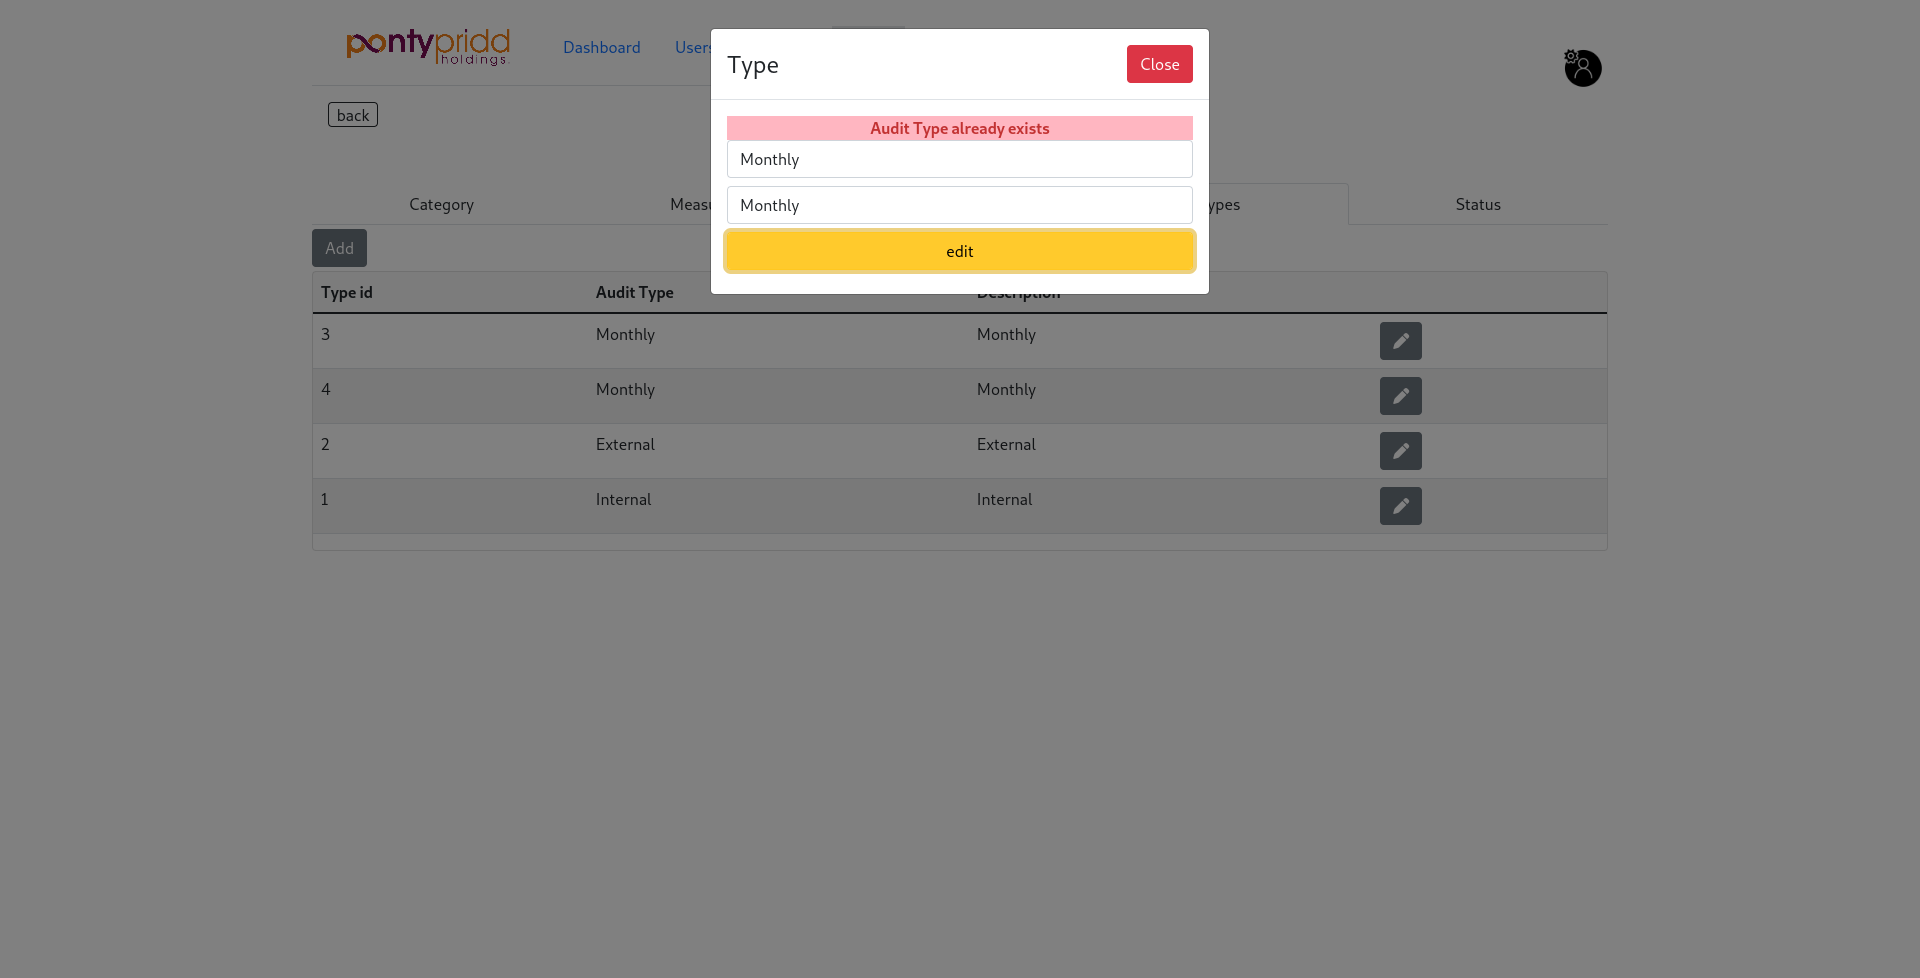 pontypridd
holdings
Dashboard Users
Type Close
back
Audit Type already exists
Monthly
Monthly
edit
Category Measu ypes Status
Add
Type id Audit Type Description
3 Monthly Monthly
4 Monthly Monthly
2 External External
1 Internal Internal